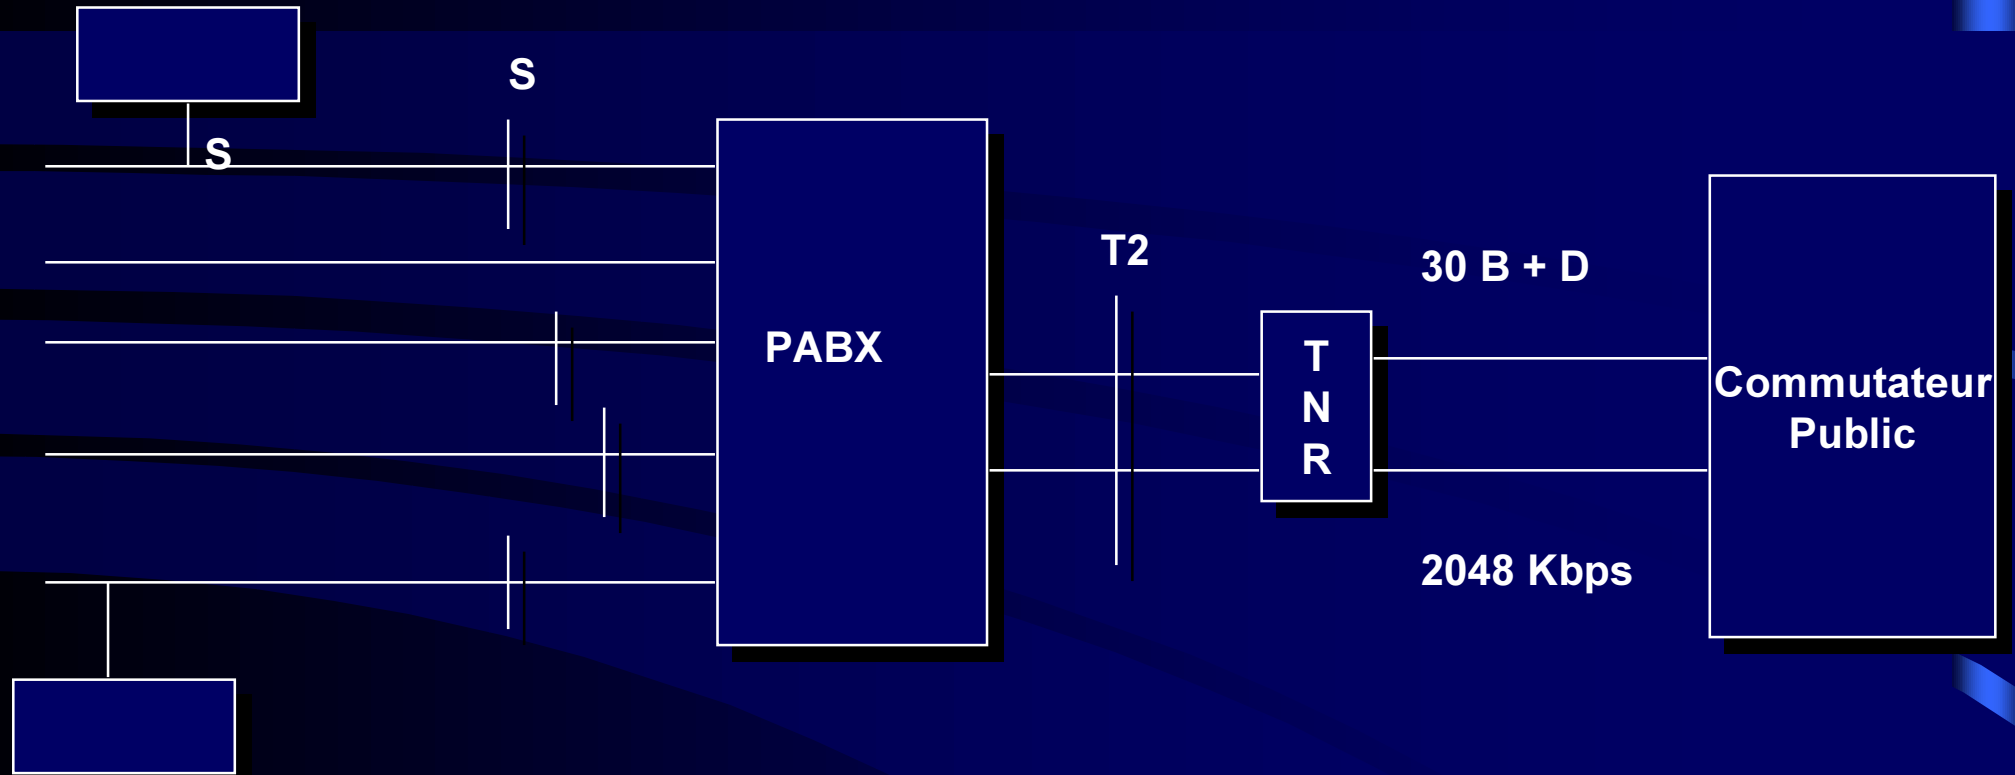 S
S
T2
30 B + D
PABX
T
N
R
Commutateur
Public
2048 Kbps